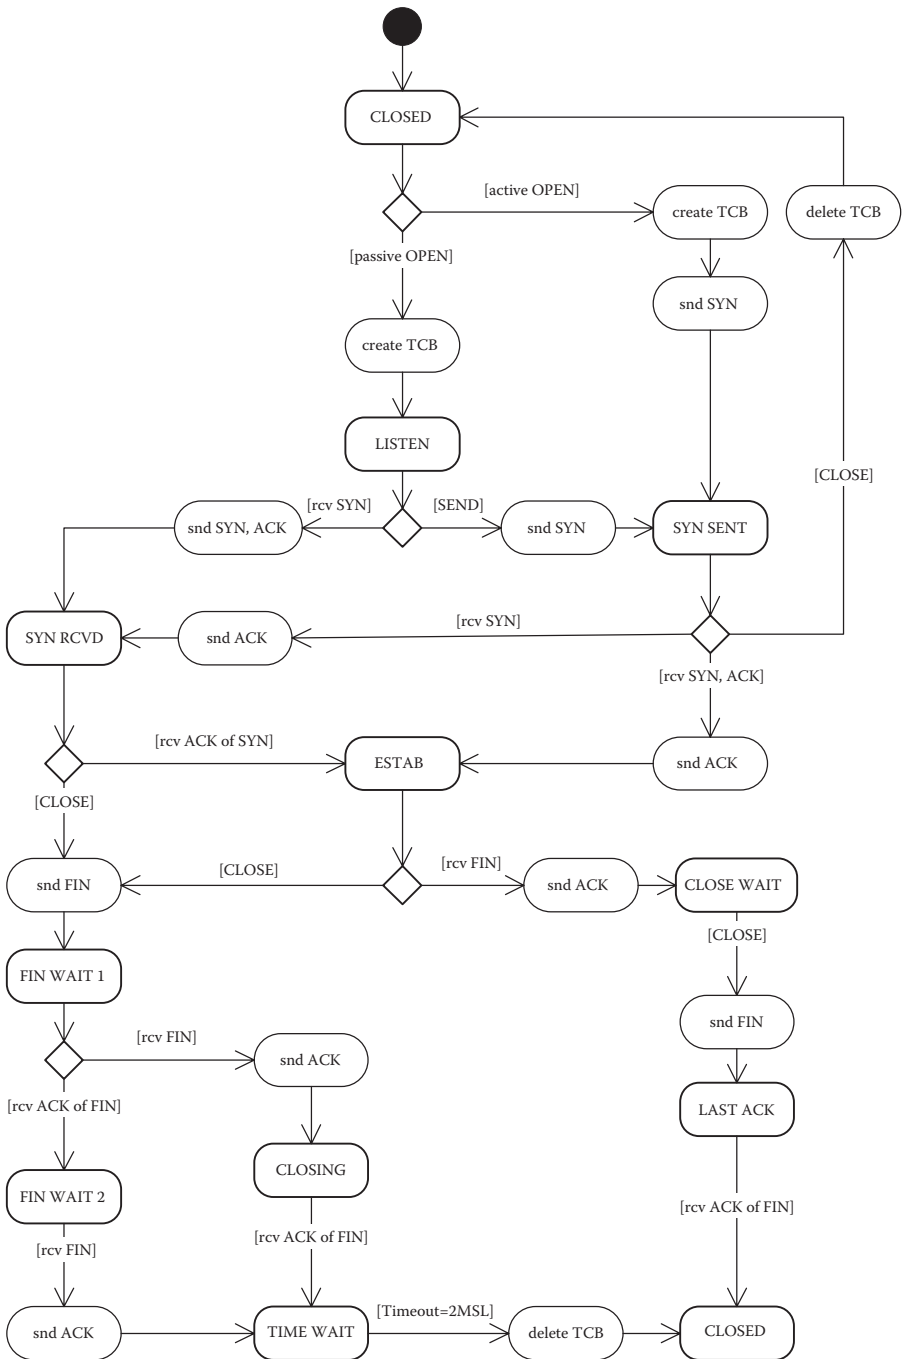 CLOSED
[active OPEN]
create TCB
delete TCB
[passive OPEN]
snd SYN
create TCB
LISTEN
[CLOSE]
[rcv SYN]
[SEND]
snd SYN, ACK
snd SYN
SYN SENT
[rcv SYN]
SYN RCVD
snd ACK
[rcv SYN, ACK]
[rcv ACK of SYN]
ESTAB
snd ACK
[CLOSE]
[CLOSE]
[rcv FIN]
snd FIN
snd ACK
CLOSE WAIT
[CLOSE]
FIN WAIT 1
snd FIN
[rcv FIN]
snd ACK
[rcv ACK of FIN]
LAST ACK
CLOSING
FIN WAIT 2
[rcv ACK of FIN]
[rcv ACK of FIN]
[rcv FIN]
[Timeout=2MSL]
snd ACK
TIME WAIT
delete TCB
CLOSED